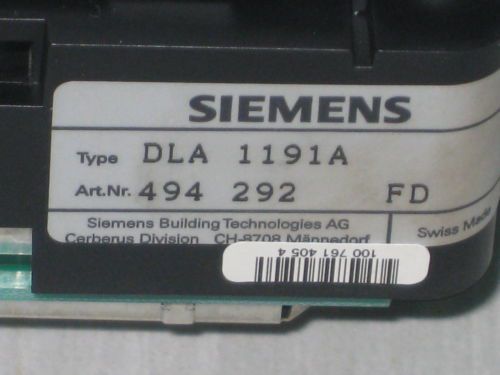 SIEMENS
Type DLA 1191A
Art.Nr. 494 292 FD
Siemens Building Technologies AG
Cerberus Division CH-8708 Männedorf
Swiss Made
100 761 405 4